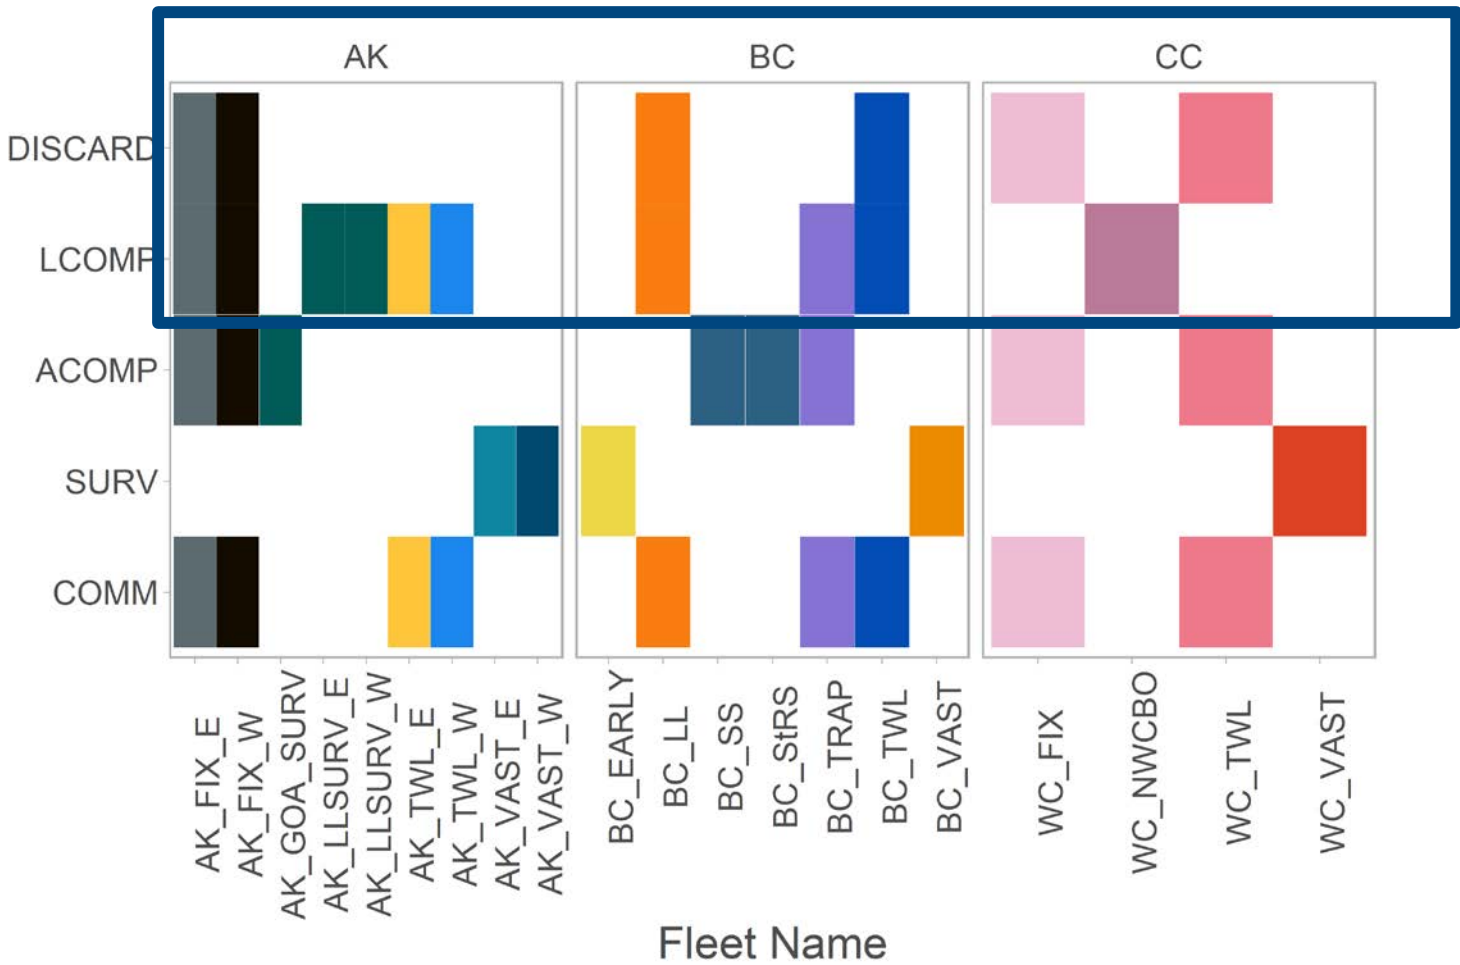 AK BC CC
DISCARD
LCOMP
ACOMP
SURV
COMM
AK_FIX_E
AK_FIX_W
AK_GOA_SURV
AK_LLSURV_E
AK_LLSURV_W
AK_TWL_E
AK_TWL_W
AK_VAST_E
AK_VAST_W
BC_EARLY
BC_LL
BC_SS
BC_StRS
BC_TRAP
BC_TWL
BC_VAST
WC_FIX
WC_NWCBO
WC_TWL
WC_VAST
Fleet Name